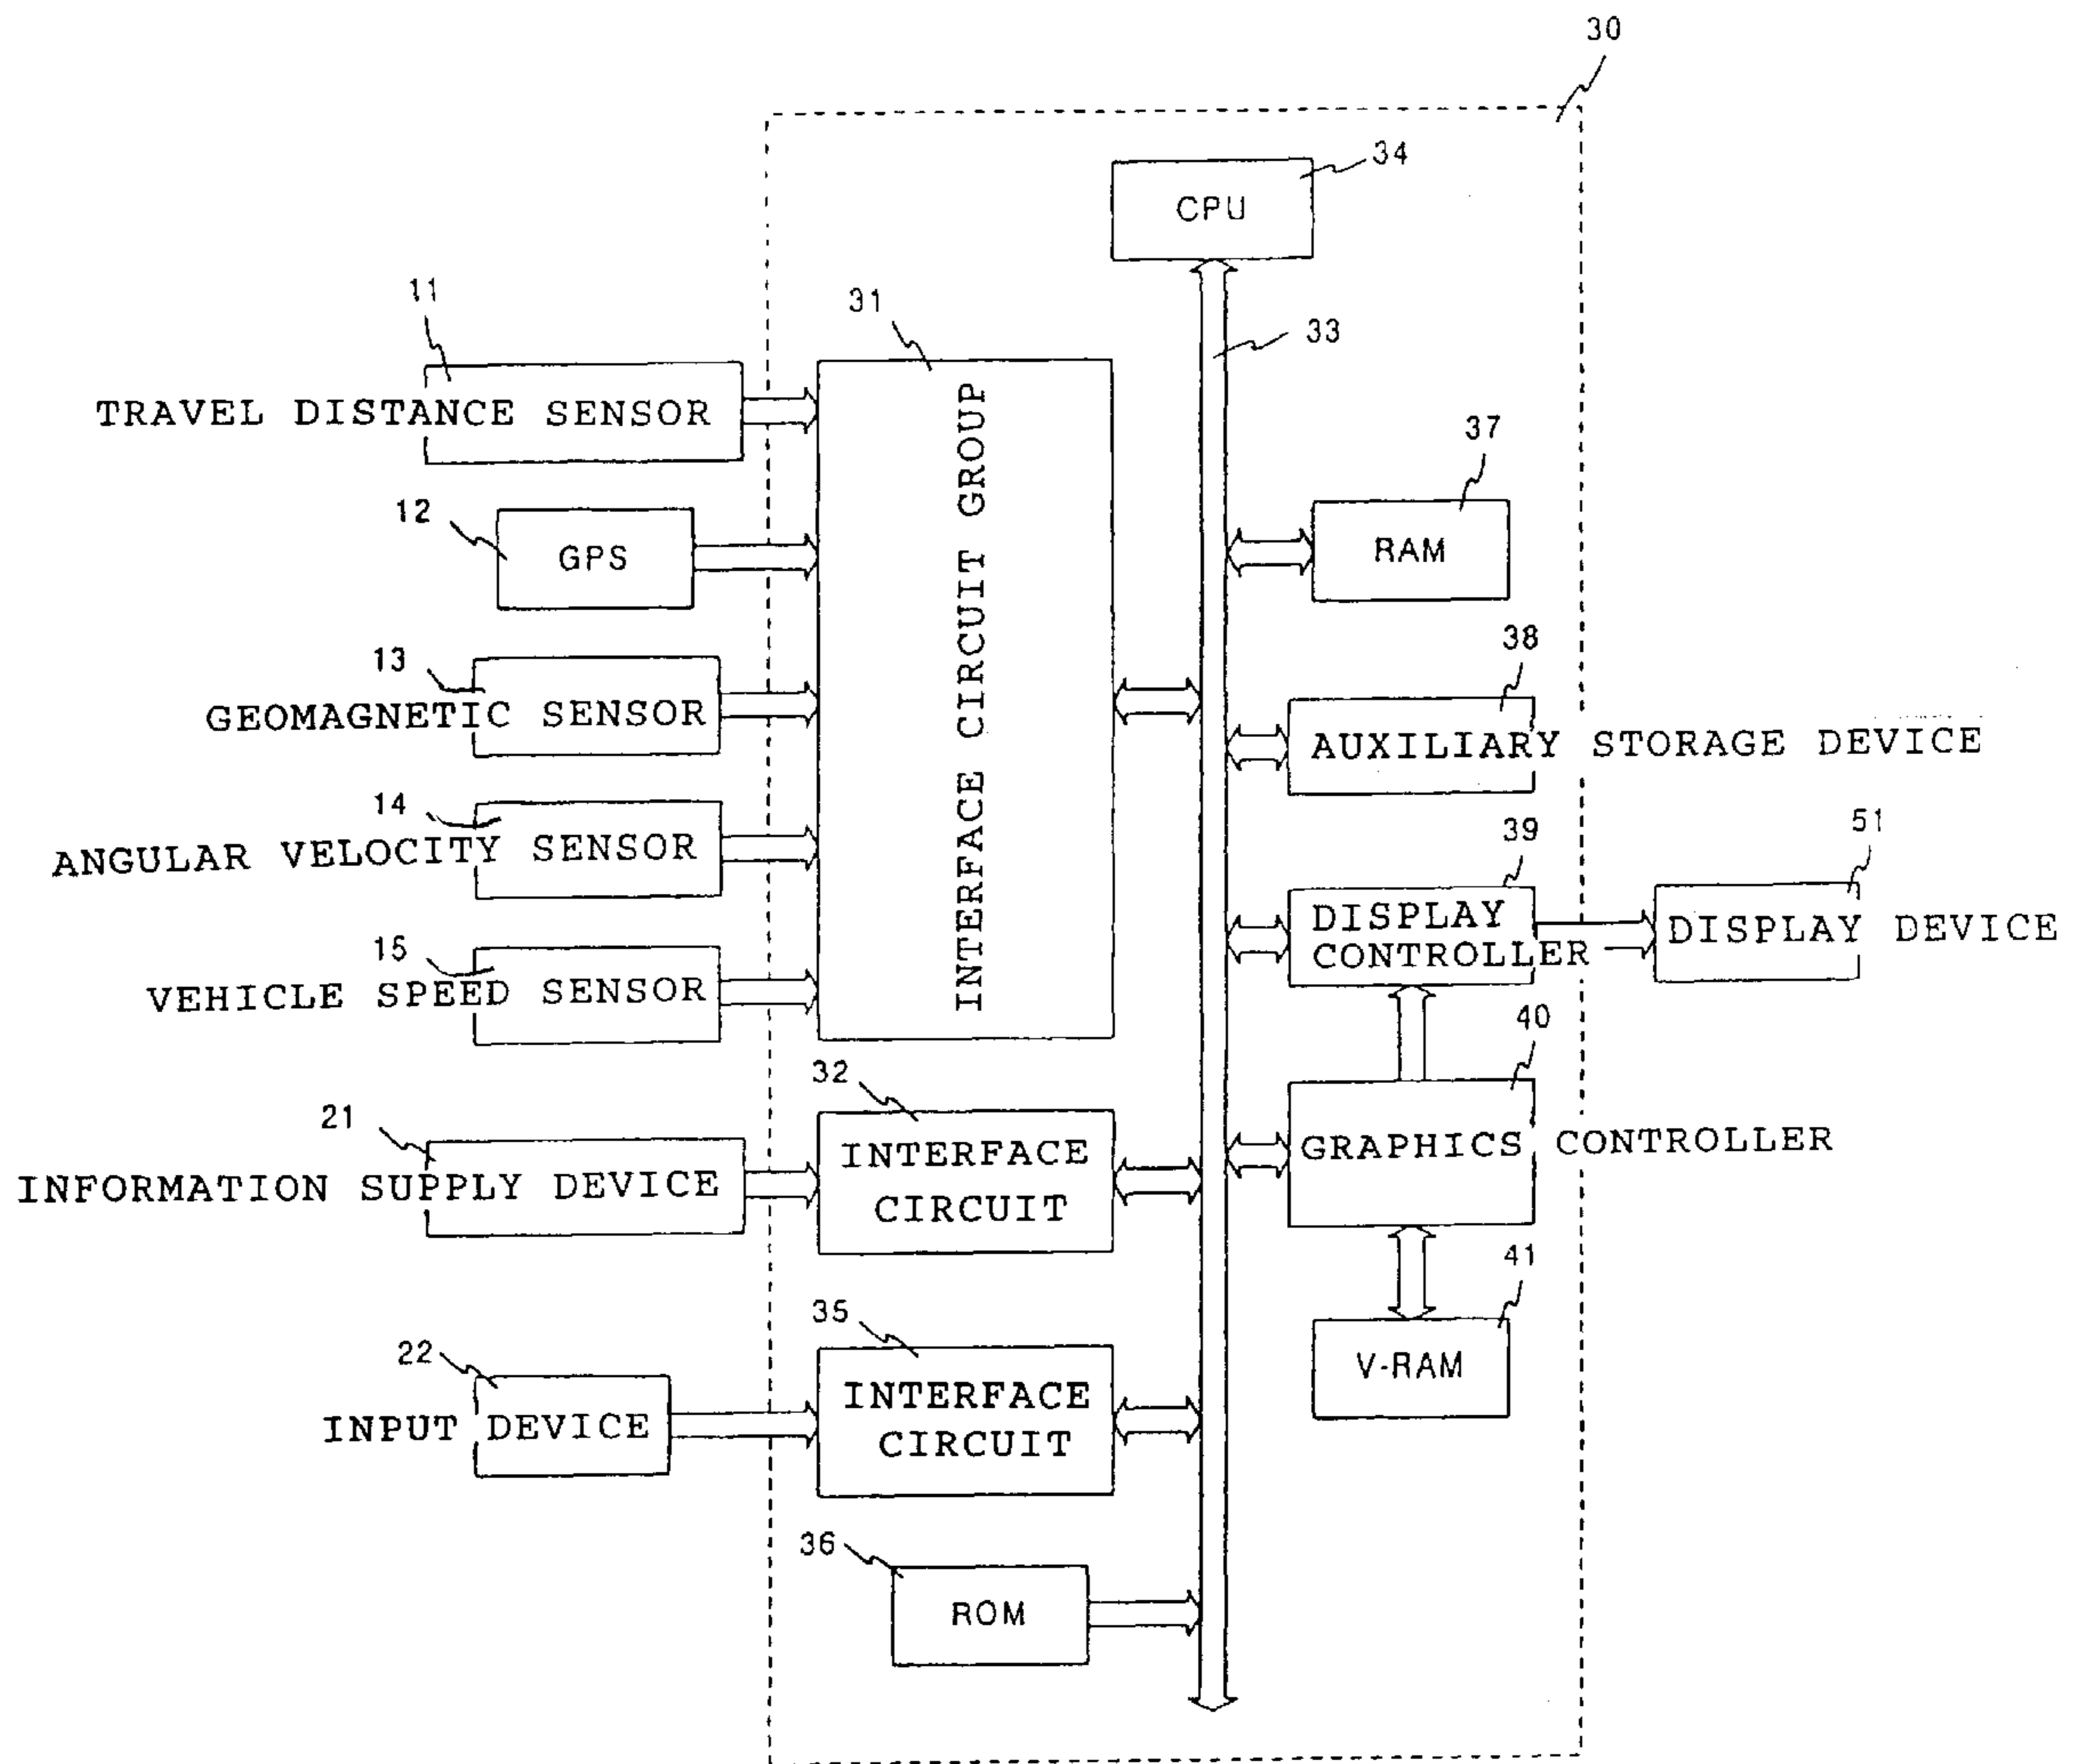 30
34
CPU
11
31
33
TRAVEL DISTANCE SENSOR
INTERFACE CIRCUIT GROUP
37
12
GPS
RAM
13
38
GEOMAGNETIC SENSOR
AUXILIARY STORAGE DEVICE
14
39
51
ANGULAR VELOCITY SENSOR
DISPLAY
CONTROLLER
DISPLAY DEVICE
15
VEHICLE SPEED SENSOR
40
32
21
INTERFACE
CIRCUIT
GRAPHICS CONTROLLER
INFORMATION SUPPLY DEVICE
41
35
22
V-RAM
INTERFACE
CIRCUIT
INPUT DEVICE
36
ROM